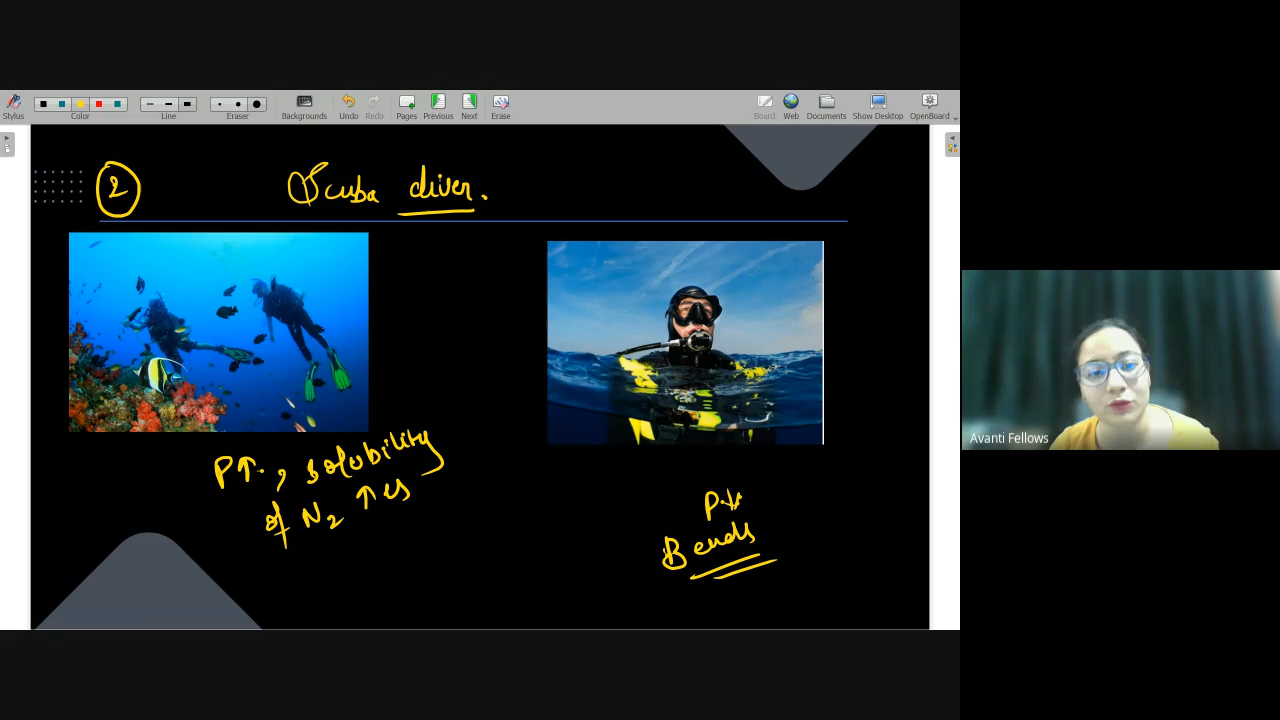 Stylus
Color
Line
Eraser
Backgrounds
Undo
Redo
Pages
Previous
Next
Erase
Board
Web
Documents
Show Desktop
OpenBoard
2 Scuba diver.
P↑. , solubility
of N2 ↑es
Bends
Avanti Fellows